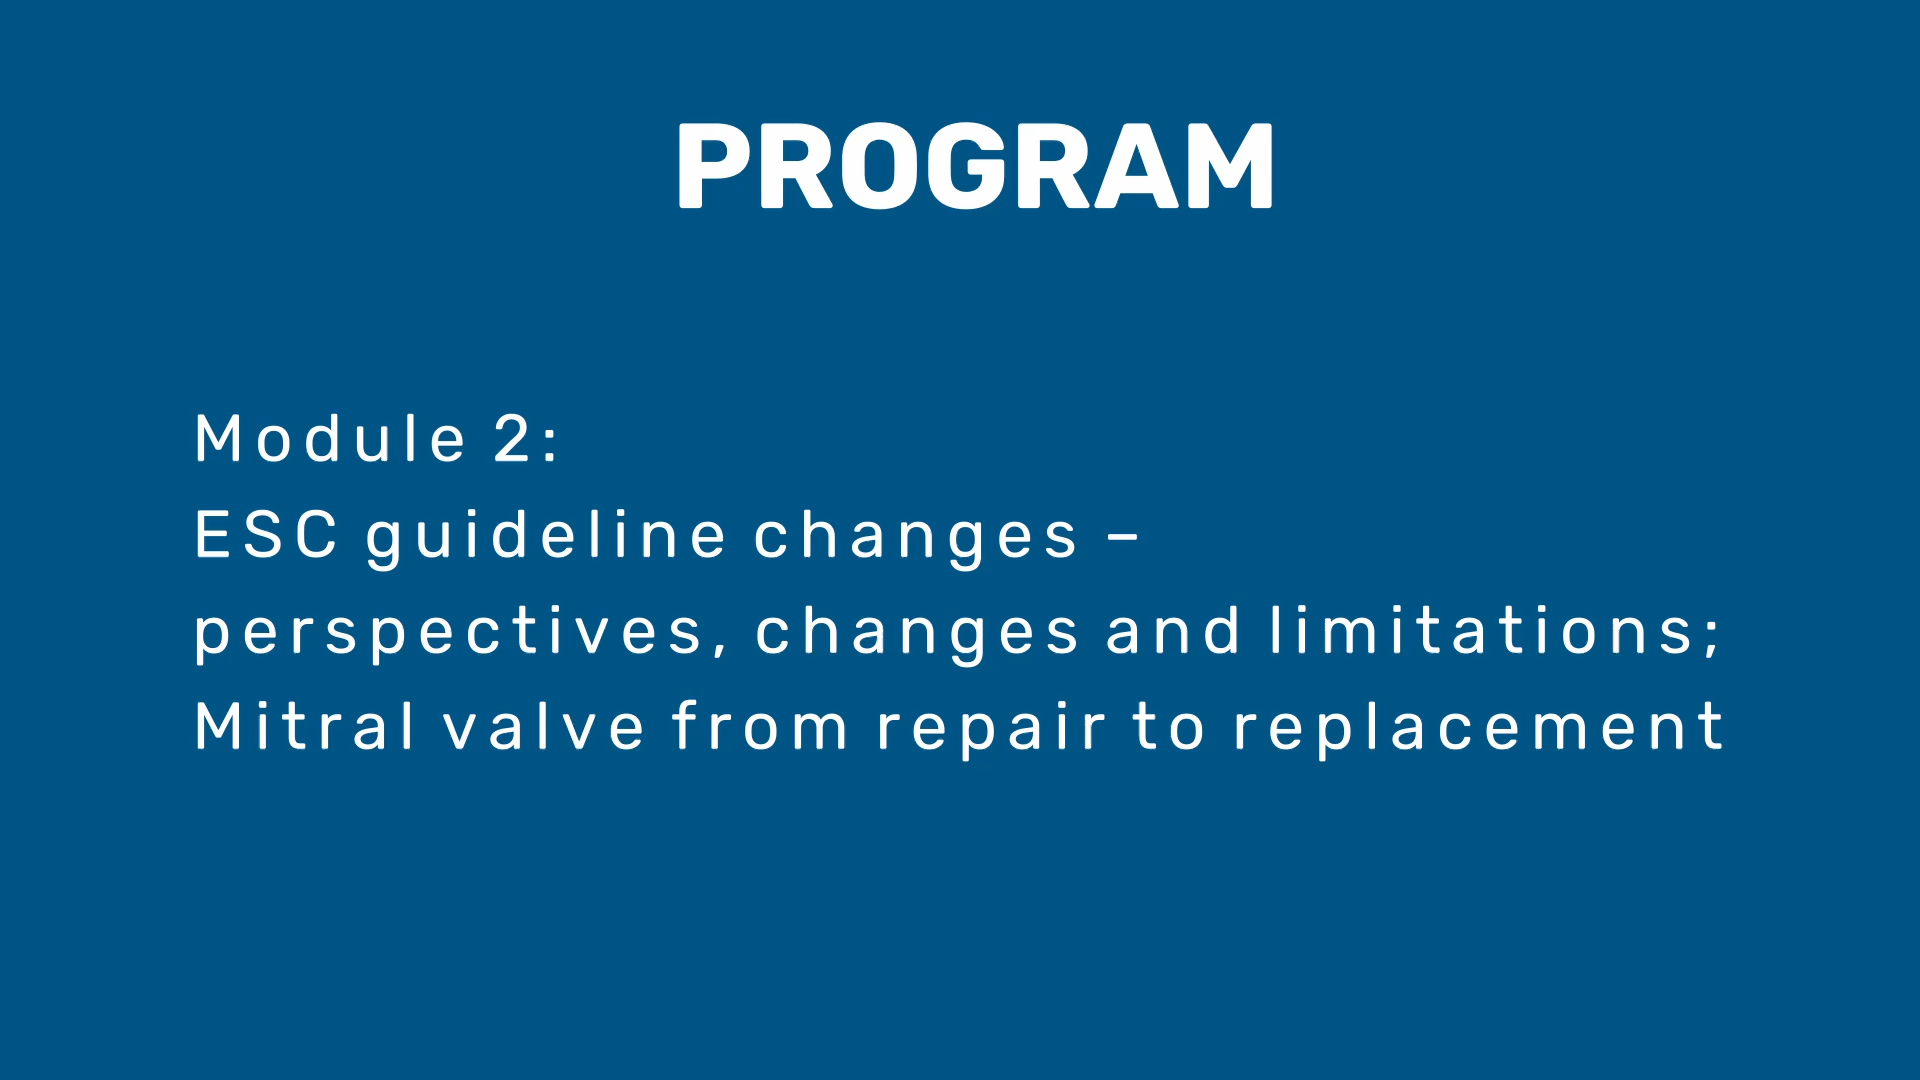 PROGRAM
Module 2:
ESC guideline changes –
perspectives, changes and limitations;
Mitral valve from repair to replacement